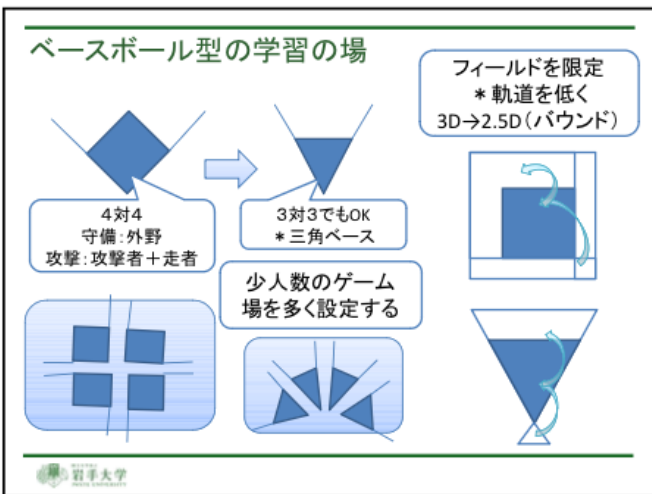 ベースボール型の学習の場
フィールドを限定
＊軌道を低く
3D→2.5D（バウンド）
４対４
守備：外野
攻撃：攻撃者＋走者
３対３でもOK
＊三角ベース
少人数のゲーム
場を多く設定する
岩手大学